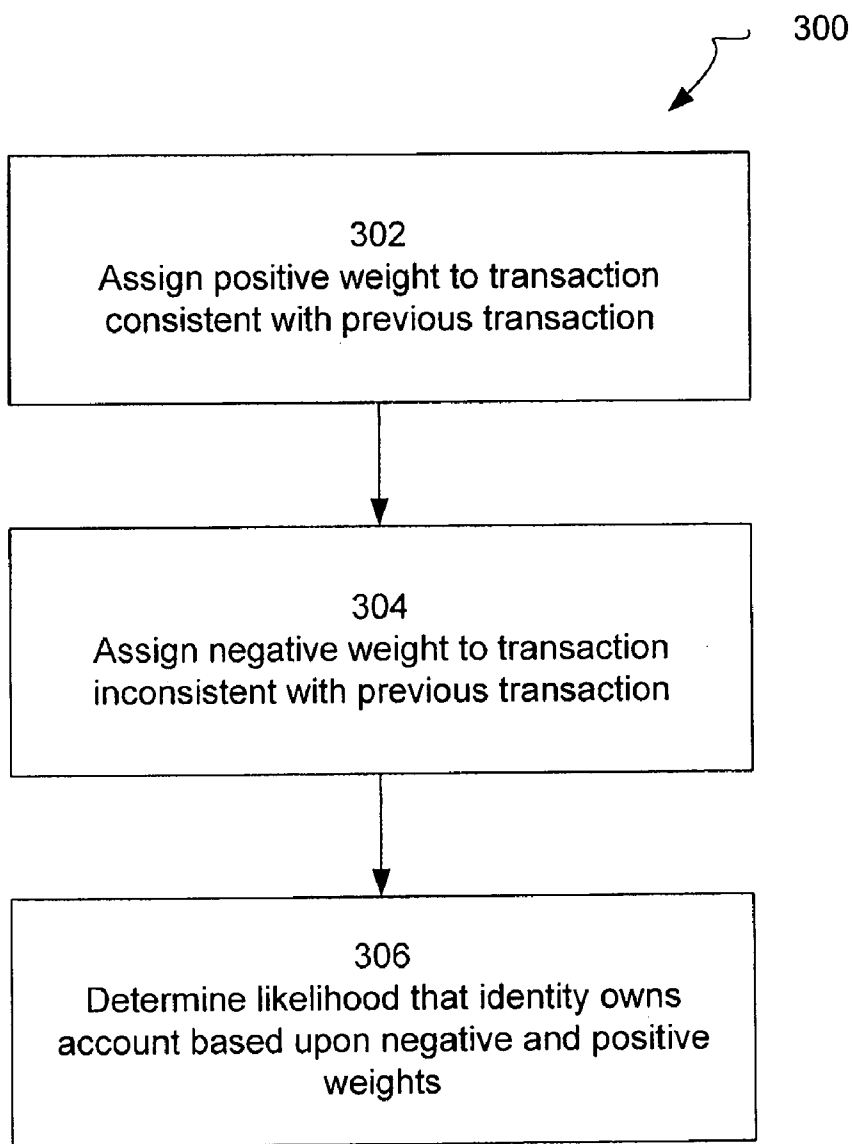 300
302
Assign positive weight to transaction
consistent with previous transaction
304
Assign negative weight to transaction
inconsistent with previous transaction
306
Determine likelihood that identity owns
account based upon negative and positive
weights